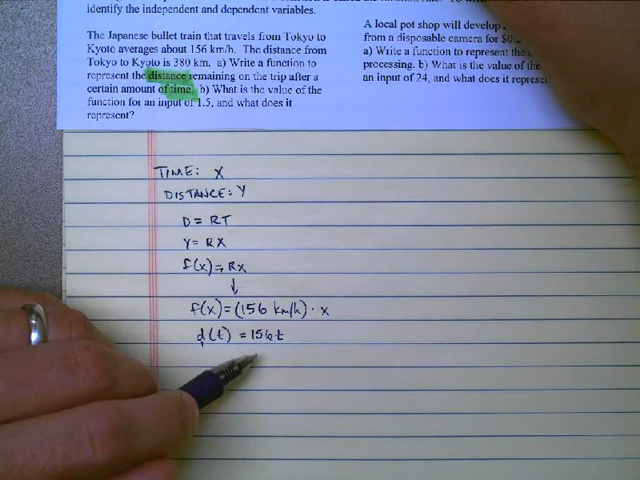 identify the independent and dependent variables.
The Japanese bullet train that travels from Tokyo to
Kyote averages about 156 km/h. The distance from
Tokyo to Kyoto is 380 km. a) Write a function to
represent the distance remaining on the trip after a
certain amount of time. b) What is the value of the
function for an input of 1.5, and what does it
represent?
A local pot shop will develop
from a disposable camera for $0.
a) Write a function to represent the
processing. b) What is the value of the
an input of 24, and what does it represe
TIME: X
DISTANCE: Y
D = RT
Y = RX
f(x) = RX
↓
f(x) = (156 km/h) · x
d(t) = 156t